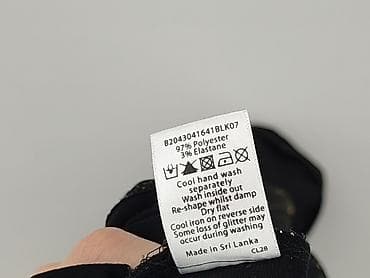 B2043041641BLK07
97% Polyester
3% Elastane
Cool hand wash
separately
Wash inside out
Re-shape whilst damp
Dry flat
Cool iron on reverse side
Some loss of glitter may
occur during washing
Made in Sri Lanka
CL28